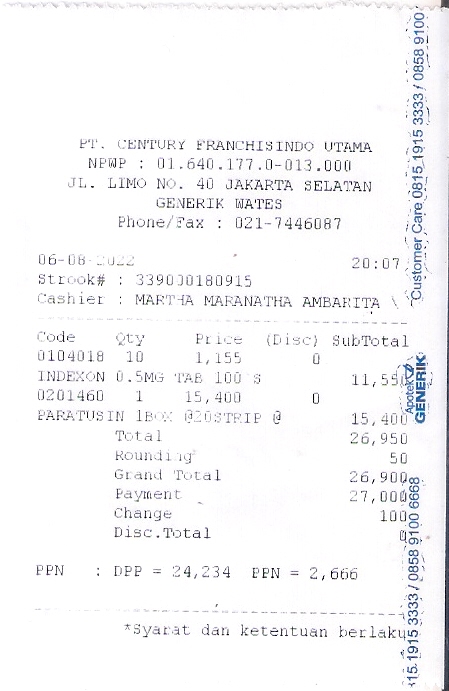 PT. CENTURY FRANCHISINDO UTAMA
NPWP : 01.640.177.0-013.000
JL. LIMO NO. 40 JAKARTA SELATAN
GENERIK WATES
Phone/Fax : 021-7446087
06-08-2022 20:07
Strook# : 339000180915
Cashier : MARTHA MARANATHA AMBARITA \
Code Qty Price (Disc) SubTotal
0104018 10 1,155 0
INDEXON 0.5MG TAB 100'S 11,550
0201460 1 15,400 0
PARATUSIN 1BOX @20STRIP @ 15,400
Total 26,950
Rounding 50
Grand Total 26,900
Payment 27,000
Change 100
Disc.Total 0
PPN : DPP = 24,234 PPN = 2,666
*Syarat dan ketentuan berlaku
Customer Care 0815 1915 3333 / 0858 9100
Apotek
GENERIK
815 1915 3333 / 0858 9100 6668